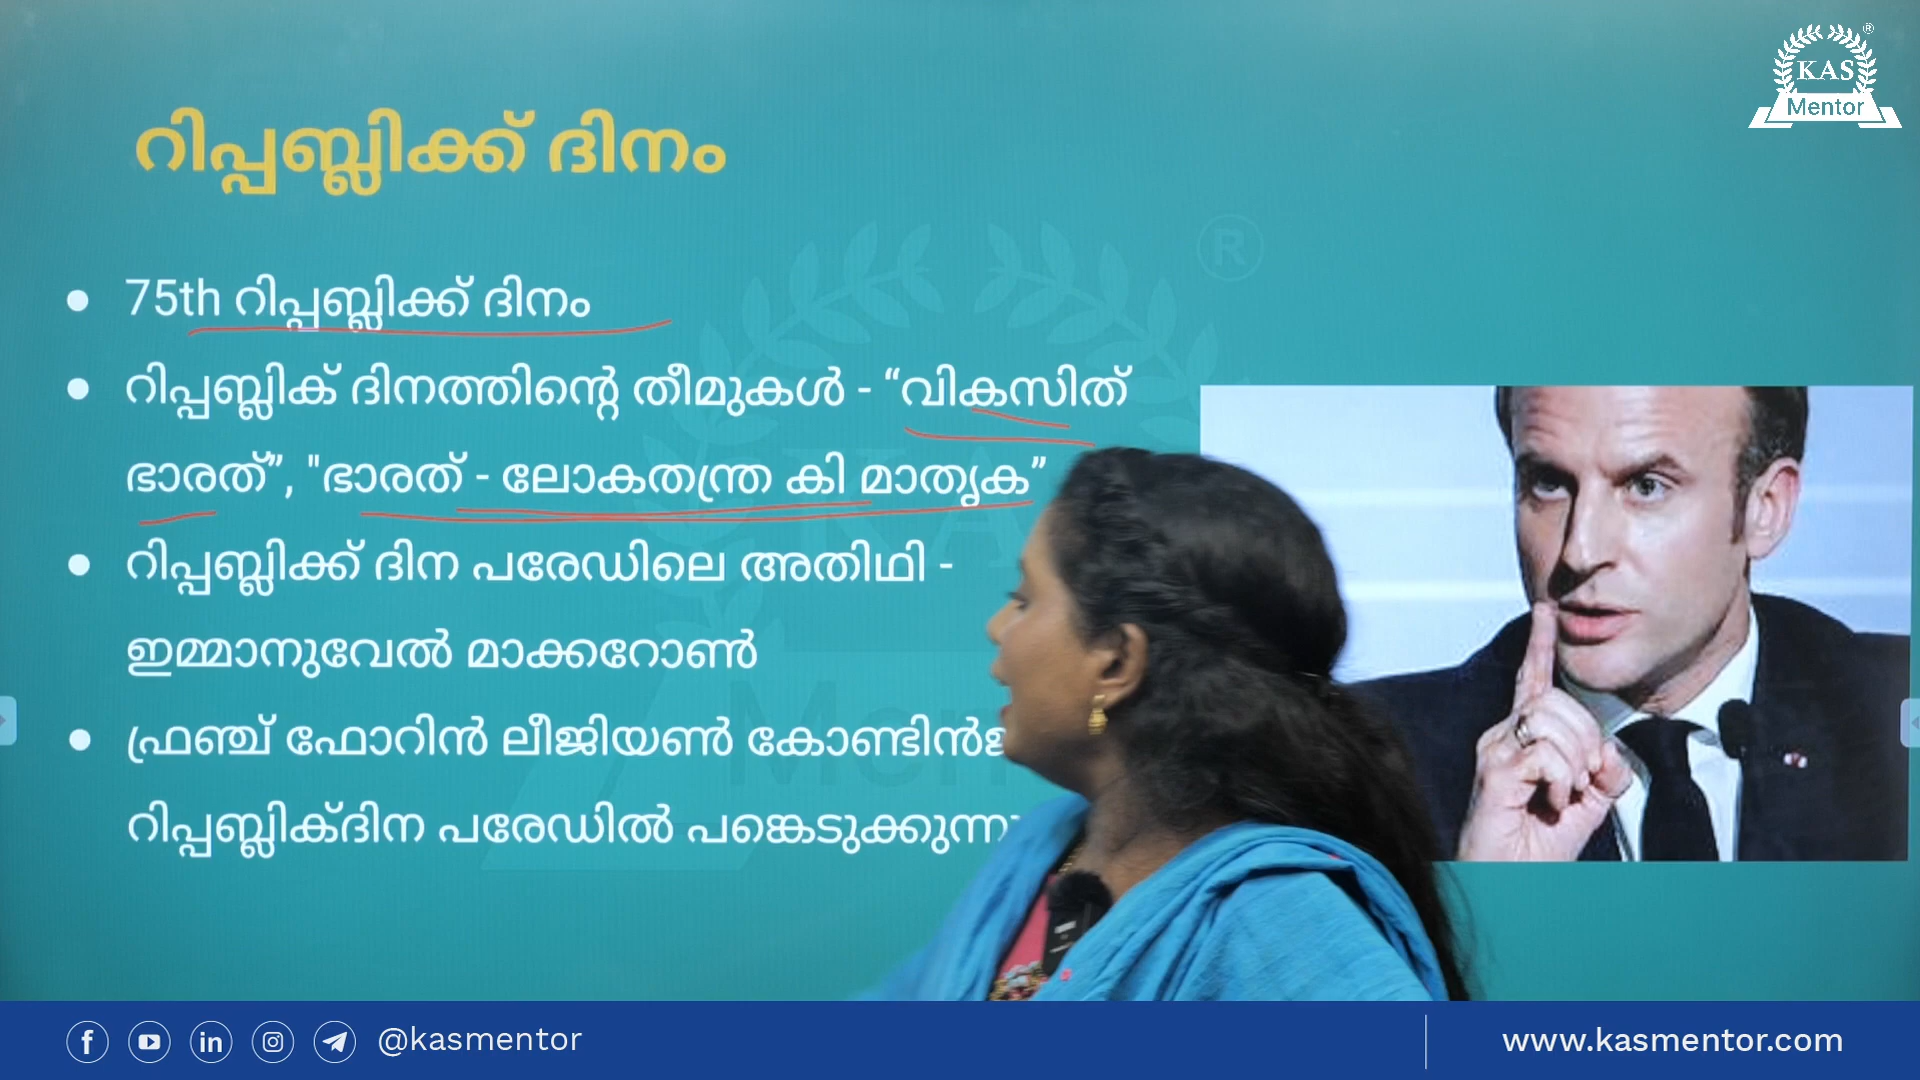 KAS
Mentor
®
റിപ്പബ്ലിക്ക് ദിനം
75th റിപ്പബ്ലിക്ക് ദിനം
റിപ്പബ്ലിക് ദിനത്തിന്റെ തീമുകൾ - “വികസിത്
ഭാരത്”, "ഭാരത് - ലോകതന്ത്ര കി മാതൃക”
റിപ്പബ്ലിക്ക് ദിന പരേഡിലെ അതിഥി -
ഇമ്മാനുവേൽ മാക്കറോൺ
ഫ്രഞ്ച് ഫോറിൻ ലീജിയൺ
റിപ്പബ്ലിക്ദിന പരേഡിൽ പങ്കെടുക്കുന്നു
@kasmentor
www.kasmentor.com